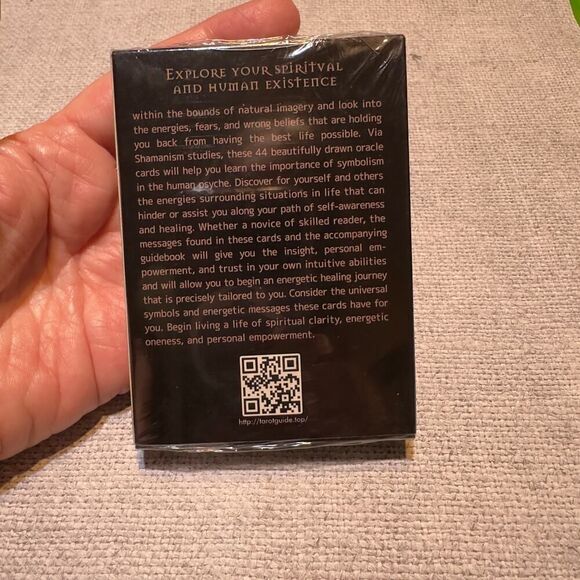 EXPLORE YOUR SPIRITVAL
AND HUMAN EXISTENCE
within the bounds of natural imagery and look into
the energies, fears, and wrong beliefs that are holding
you back from having the best life possible. Via
Shamanism studies, these 44 beautifully drawn oracle
cards will help you learn the importance of symbolism
in the human psyche. Discover for yourself and others
the energies surrounding situations in life that can
hinder or assist you along your path of self-awareness
and healing. Whether a novice of skilled reader, the
messages found in these cards and the accompanying
guidebook will give you the insight, personal em-
powerment, and trust in your own intuitive abilities
and will allow you to begin an energetic healing journey
that is precisely tailored to you. Consider the universal
symbols and energetic messages these cards have for
you. Begin living a life of spiritual clarity, energetic
oneness, and personal empowerment.
http://tarotguide.top/